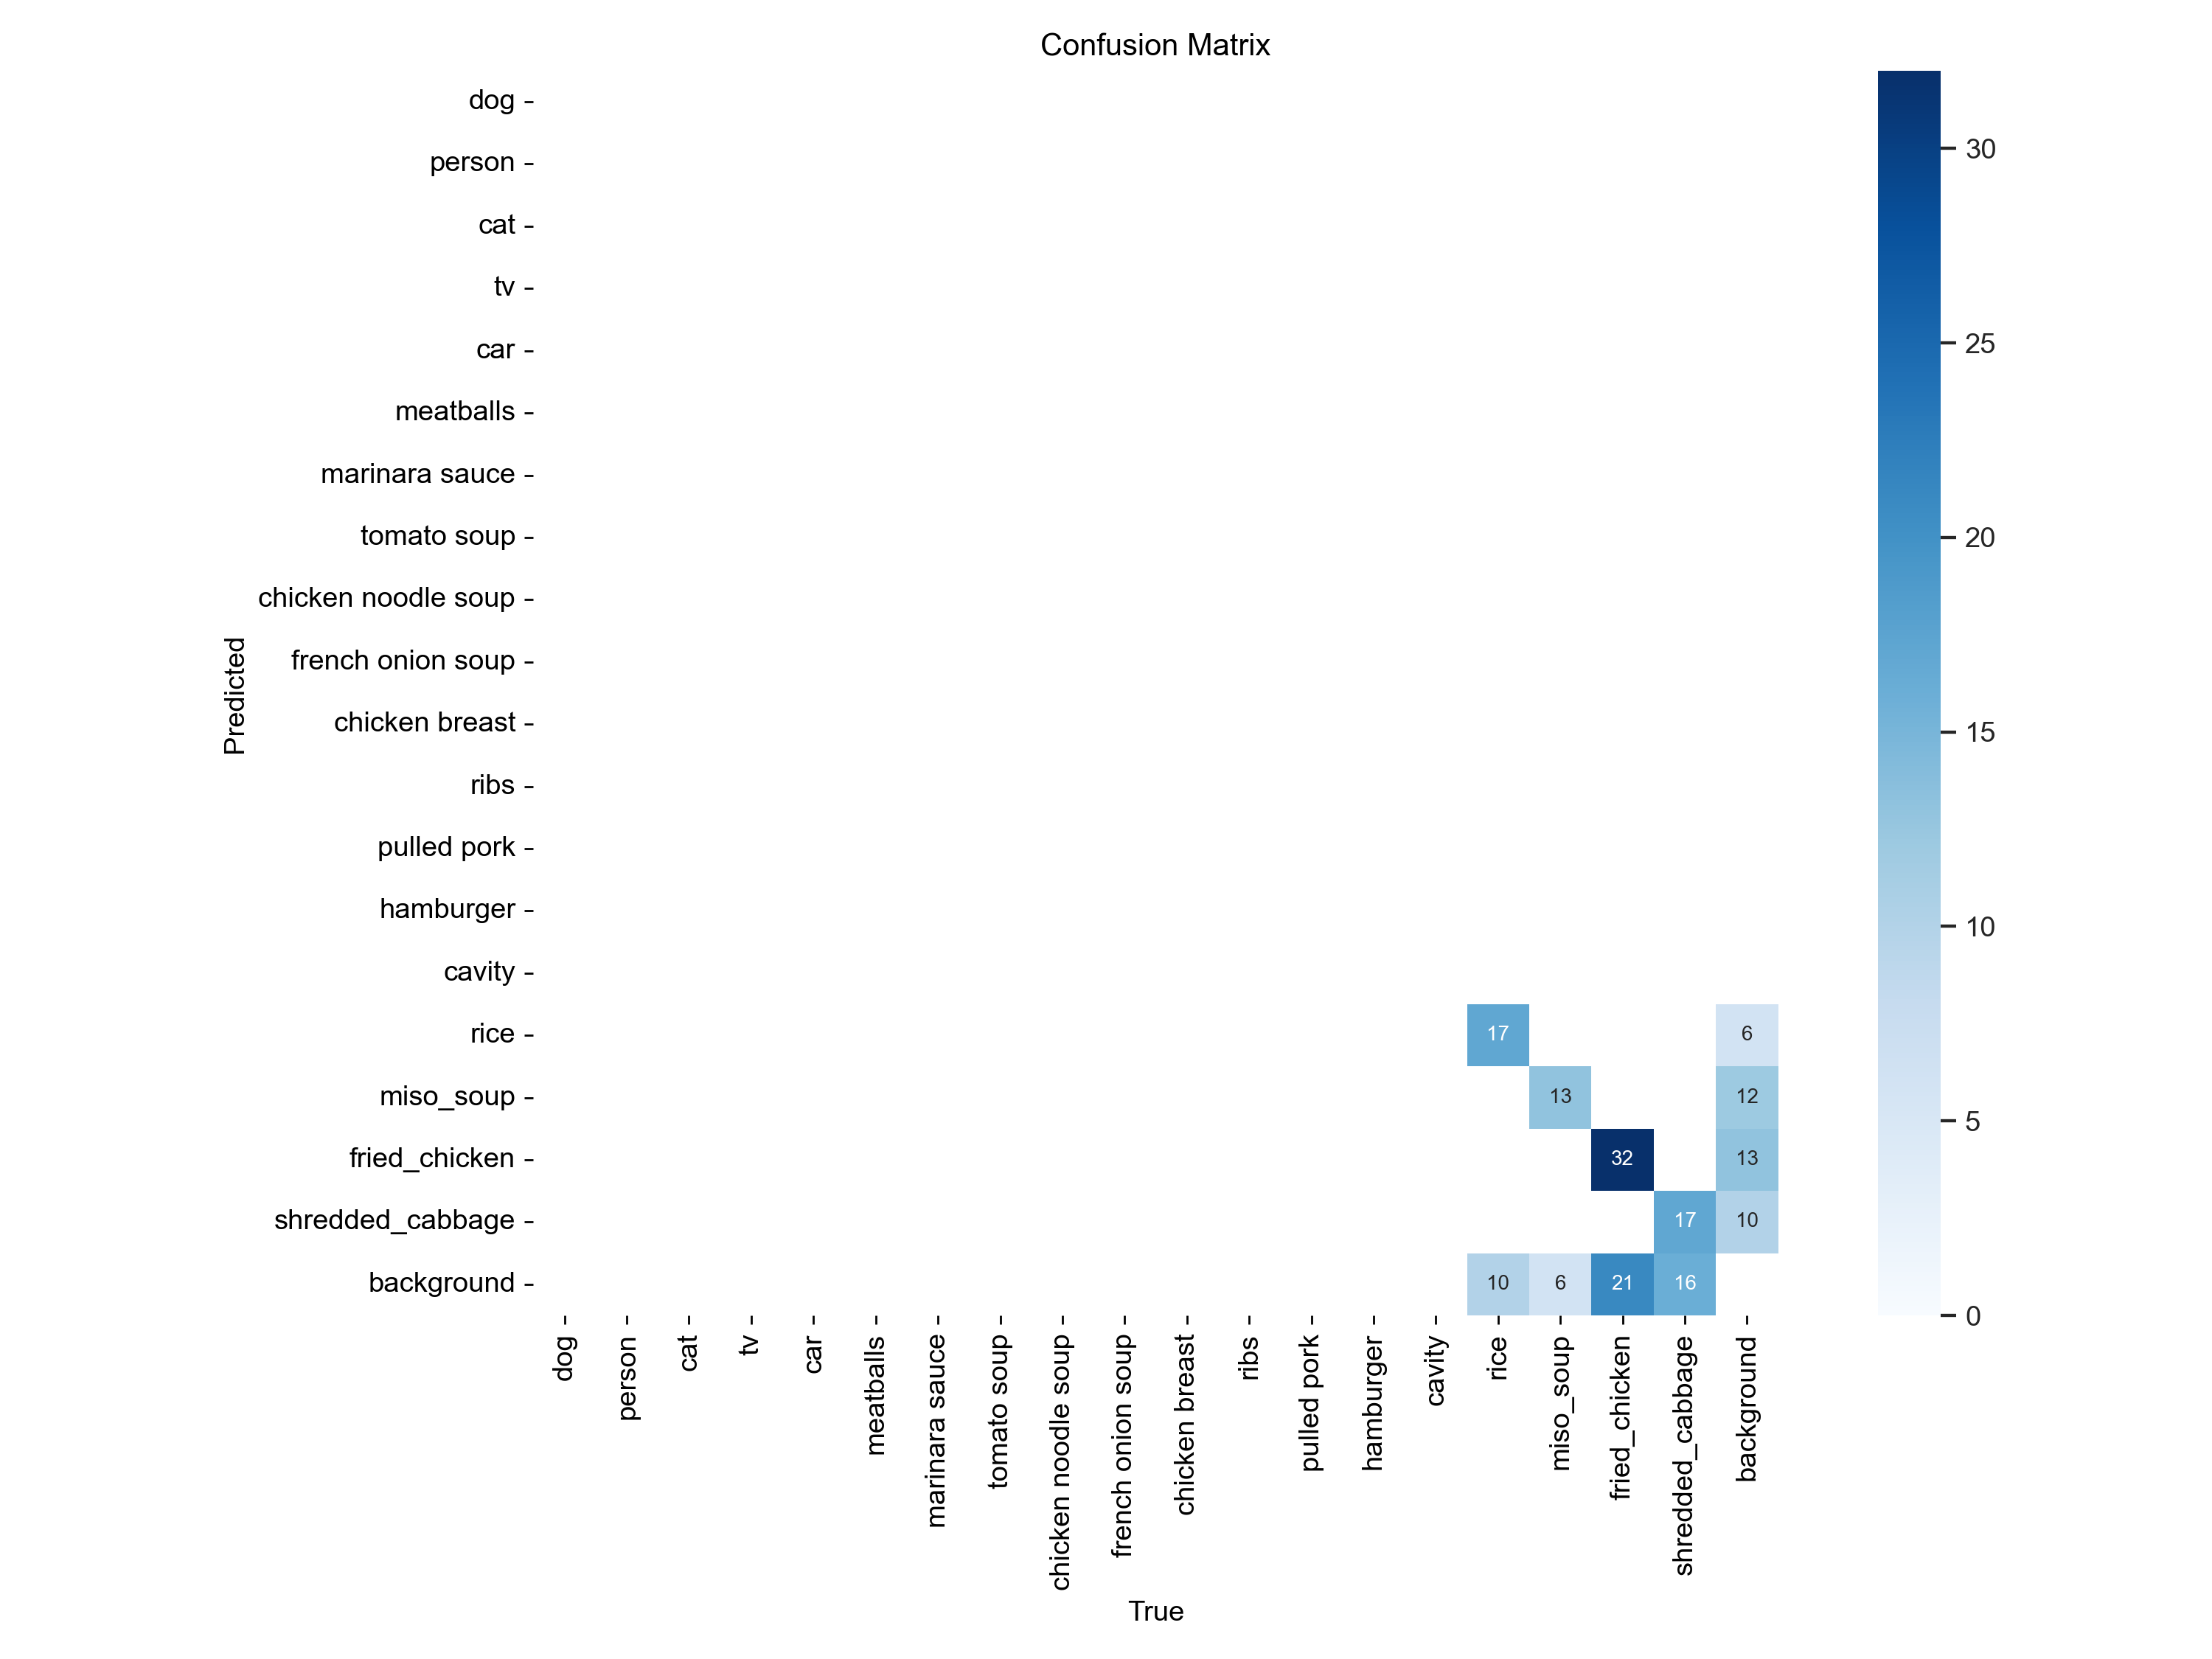 Confusion Matrix
dog
person
cat
tv
car
meatballs
marinara sauce
tomato soup
chicken noodle soup
french onion soup
chicken breast
ribs
pulled pork
hamburger
cavity
rice
miso_soup
fried_chicken
shredded_cabbage
background
Predicted
17 6
13 12
32 13
17 10
10 6 21 16
dog
person
cat
tv
car
meatballs
marinara sauce
tomato soup
chicken noodle soup
french onion soup
chicken breast
ribs
pulled pork
hamburger
cavity
rice
miso_soup
fried_chicken
shredded_cabbage
background
True
30
25
20
15
10
5
0